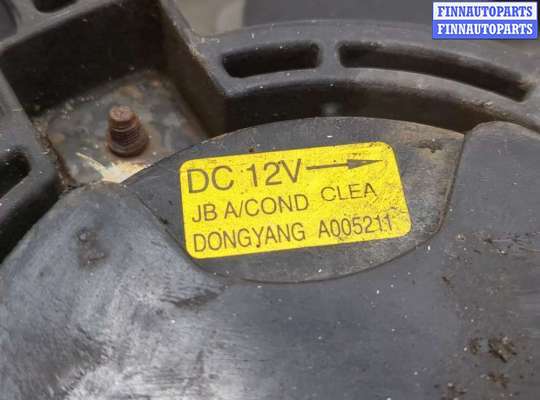 FINNAUTOPARTS
FINNAUTOPARTS
DC 12V
JB A/COND CLEA
DONGYANG A005211